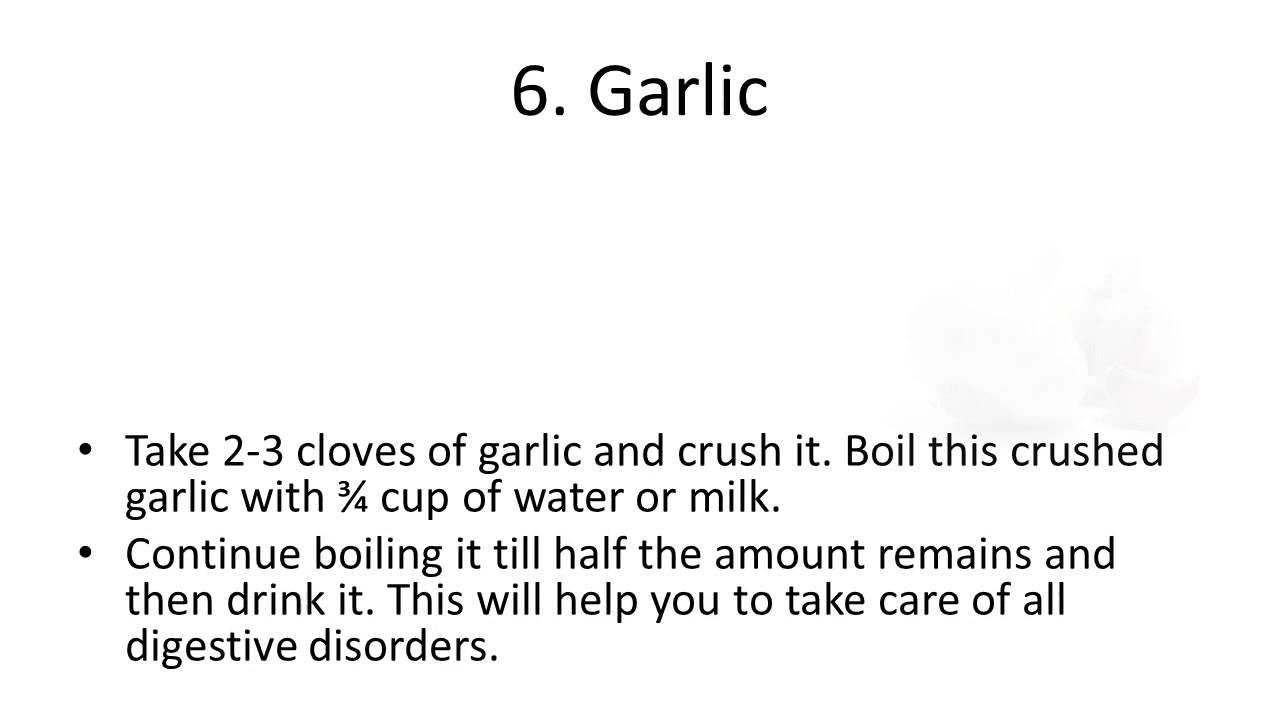 6. Garlic
• Take 2-3 cloves of garlic and crush it. Boil this crushed
garlic with ¾ cup of water or milk.
• Continue boiling it till half the amount remains and
then drink it. This will help you to take care of all
digestive disorders.